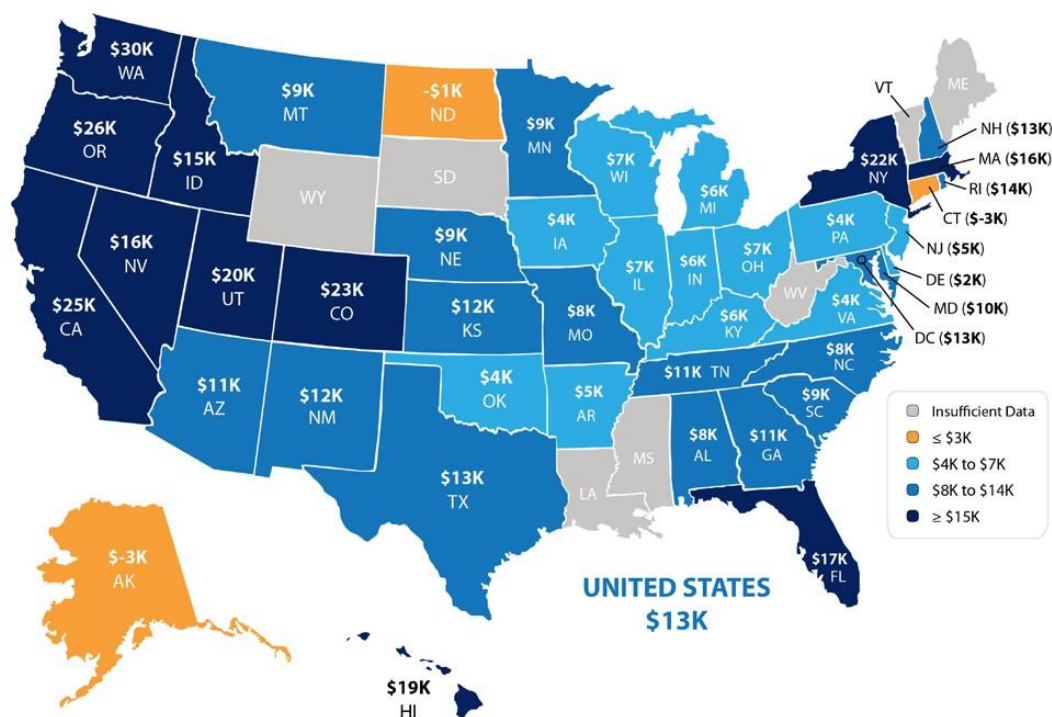 $30K
WA
$26K
OR
$15K
ID
$9K
MT
-$1K
ND
$9K
MN
WY
SD
$7K
WI
$6K
MI
VT
ME
NH ($13K)
$22K
NY
MA ($16K)
RI ($14K)
CT ($-3K)
NJ ($5K)
DE ($2K)
MD ($10K)
DC ($13K)
$16K
NV
$25K
CA
$20K
UT
$23K
CO
$9K
NE
$12K
KS
$4K
IA
$8K
MO
$7K
IL
$6K
IN
$7K
OH
$4K
PA
WV
$4K
VA
$6K
KY
$11K TN
$8K
NC
$9K
SC
$11K
AZ
$12K
NM
$4K
OK
$5K
AR
$13K
TX
LA
MS
$8K
AL
$11K
GA
$17K
FL
Insufficient Data
≤ $3K
$4K to $7K
$8K to $14K
≥ $15K
$-3K
AK
$19K
HI
UNITED STATES
$13K